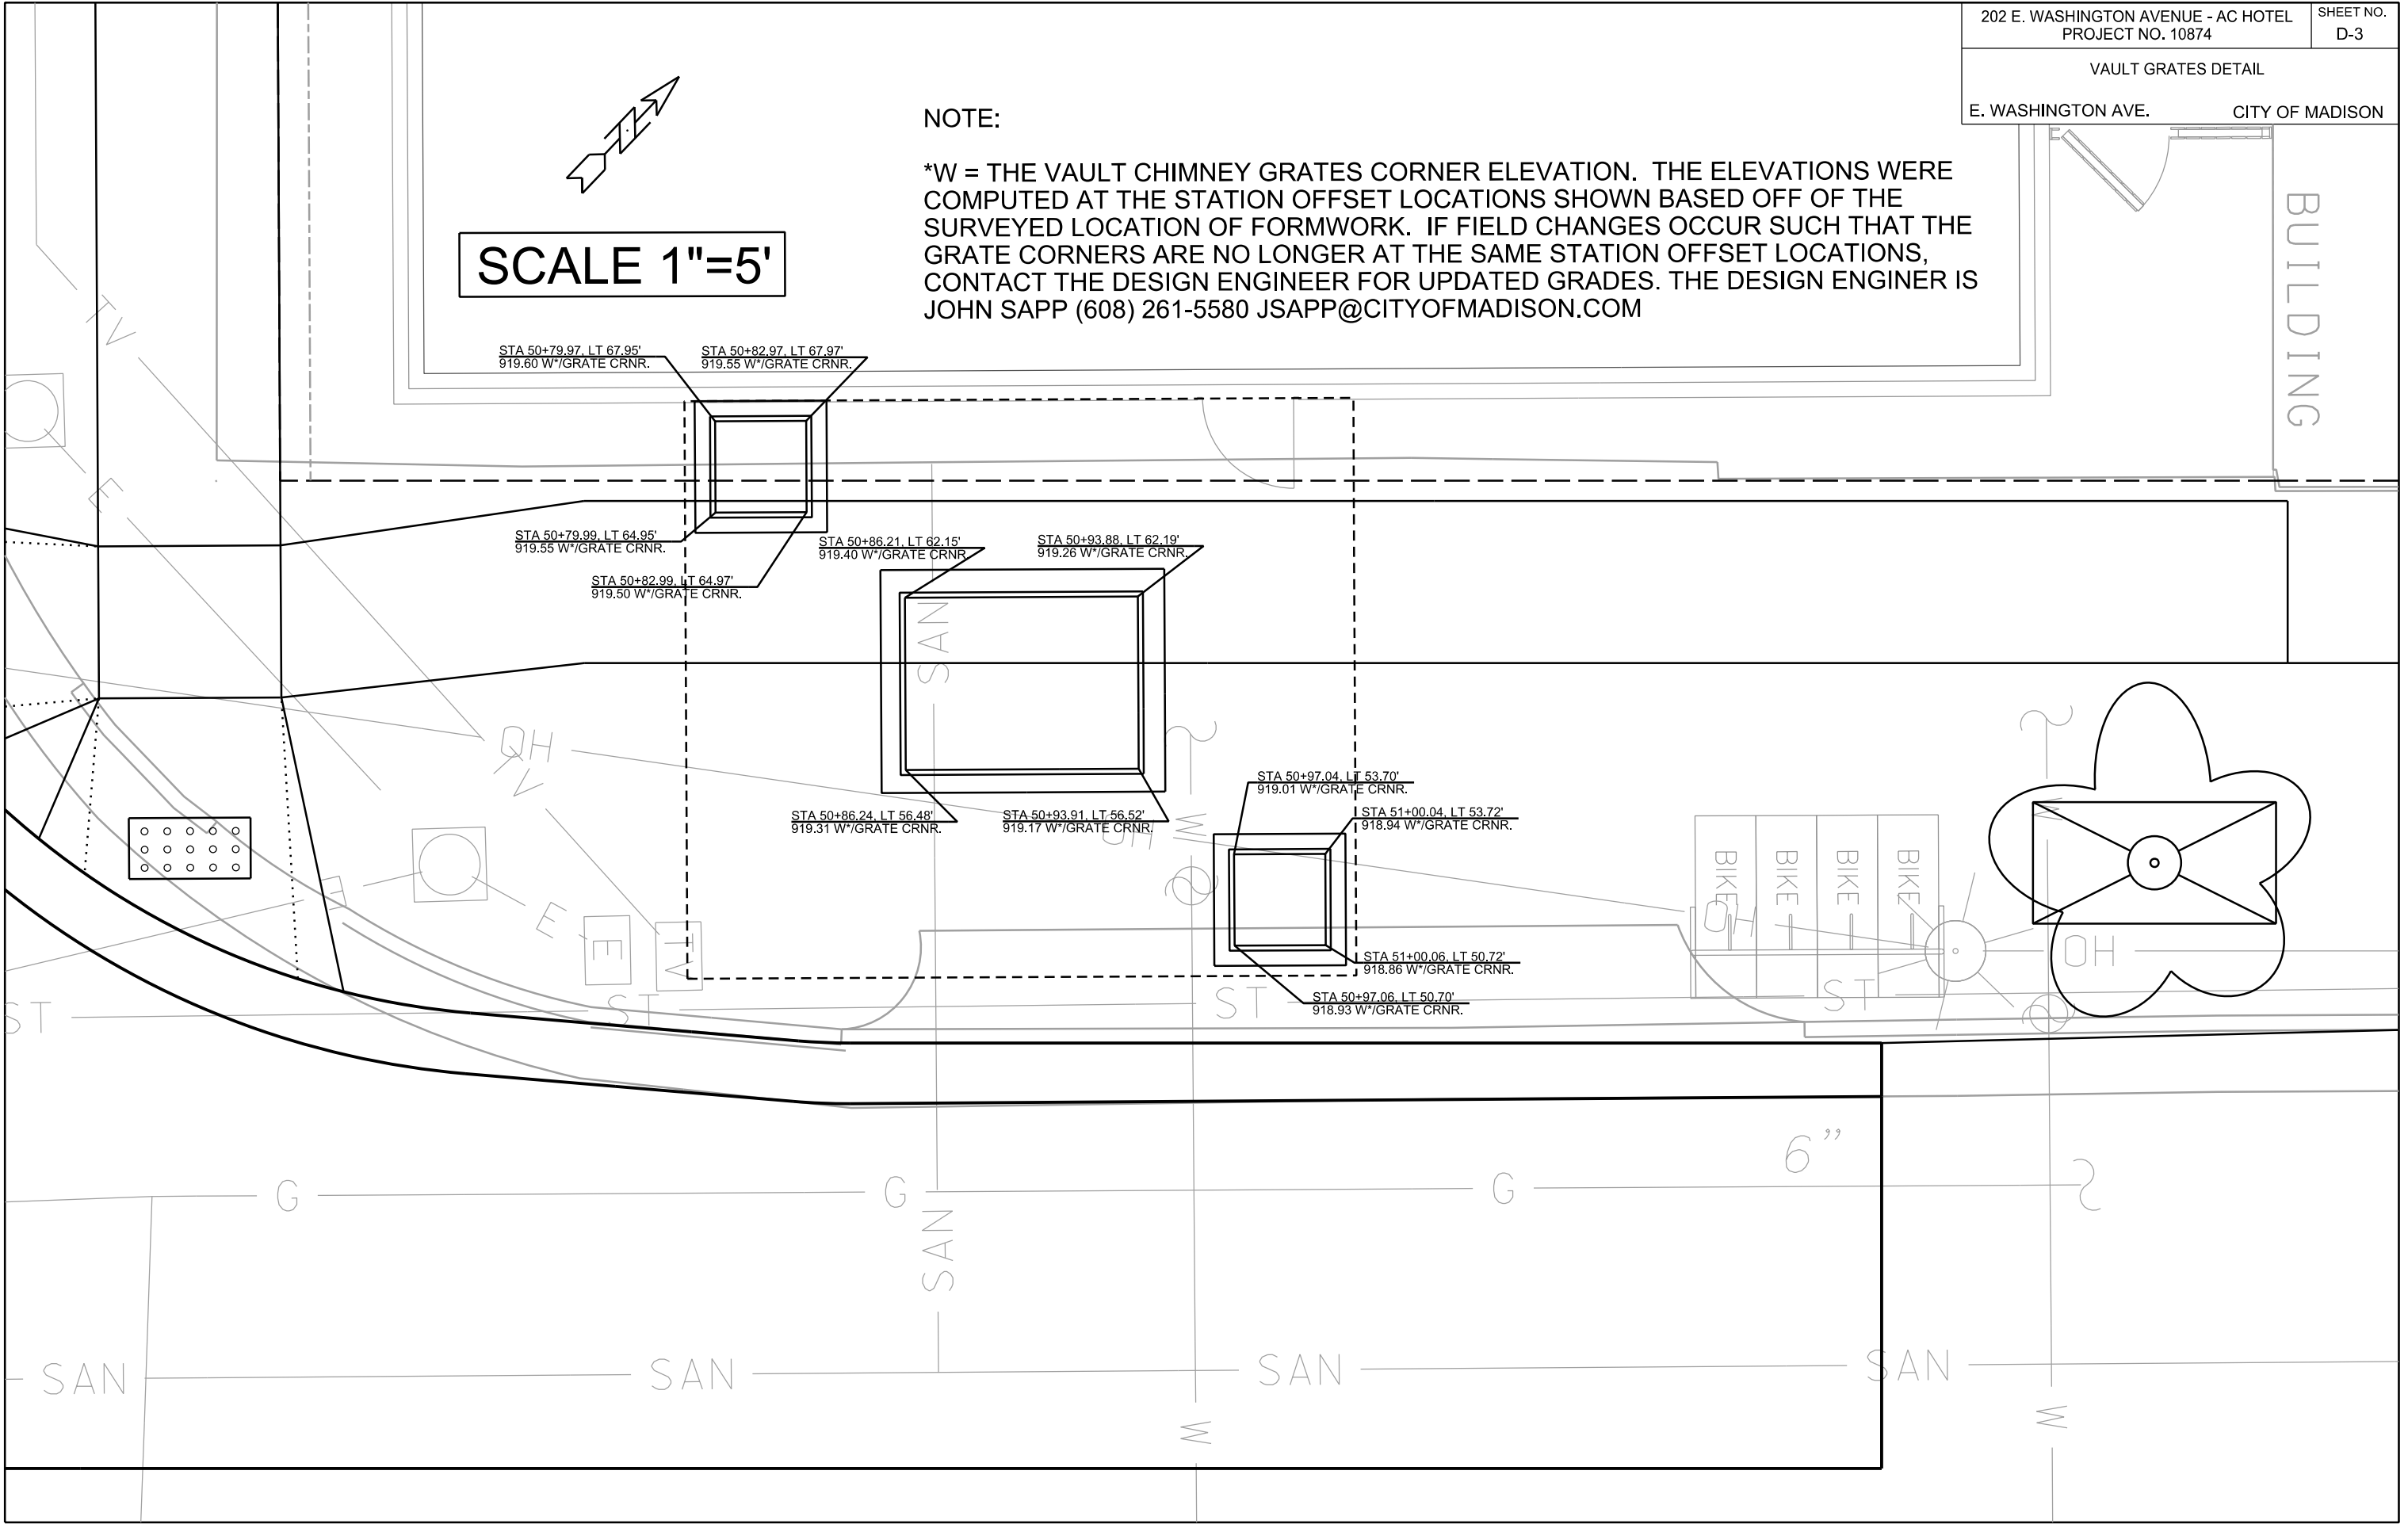 202 E. WASHINGTON AVENUE - AC HOTEL
PROJECT NO. 10874
SHEET NO.
D-3
VAULT GRATES DETAIL
E. WASHINGTON AVE. CITY OF MADISON
NOTE:
*W = THE VAULT CHIMNEY GRATES CORNER ELEVATION. THE ELEVATIONS WERE
COMPUTED AT THE STATION OFFSET LOCATIONS SHOWN BASED OFF OF THE
SURVEYED LOCATION OF FORMWORK. IF FIELD CHANGES OCCUR SUCH THAT THE
GRATE CORNERS ARE NO LONGER AT THE SAME STATION OFFSET LOCATIONS,
CONTACT THE DESIGN ENGINEER FOR UPDATED GRADES. THE DESIGN ENGINER IS
JOHN SAPP (608) 261-5580 JSAPP@CITYOFMADISON.COM
SCALE 1"=5'
BUILDING
TV
E
STA 50+79.97, LT 67.95'
919.60 W*/GRATE CRNR.
STA 50+82.97, LT 67.97'
919.55 W*/GRATE CRNR.
STA 50+79.99, LT 64.95'
919.55 W*/GRATE CRNR.
STA 50+82.99, LT 64.97'
919.50 W*/GRATE CRNR.
STA 50+86.21, LT 62.15'
919.40 W*/GRATE CRNR.
STA 50+93.88, LT 62.19'
919.26 W*/GRATE CRNR.
SAN
OH
STA 50+86.24, LT 56.48'
919.31 W*/GRATE CRNR.
STA 50+93.91, LT 56.52'
919.17 W*/GRATE CRNR.
W
OH
STA 50+97.04, LT 53.70'
919.01 W*/GRATE CRNR.
STA 51+00.04, LT 53.72'
918.94 W*/GRATE CRNR.
STA 51+00.06, LT 50.72'
918.86 W*/GRATE CRNR.
STA 50+97.06, LT 50.70'
918.93 W*/GRATE CRNR.
BIKE
BIKE
BIKE
BIKE
OH
W
OH
E
E
E
TV
ST
ST
ST
ST
6"
G
G
G
SAN
SAN
SAN
SAN
SAN
W
W